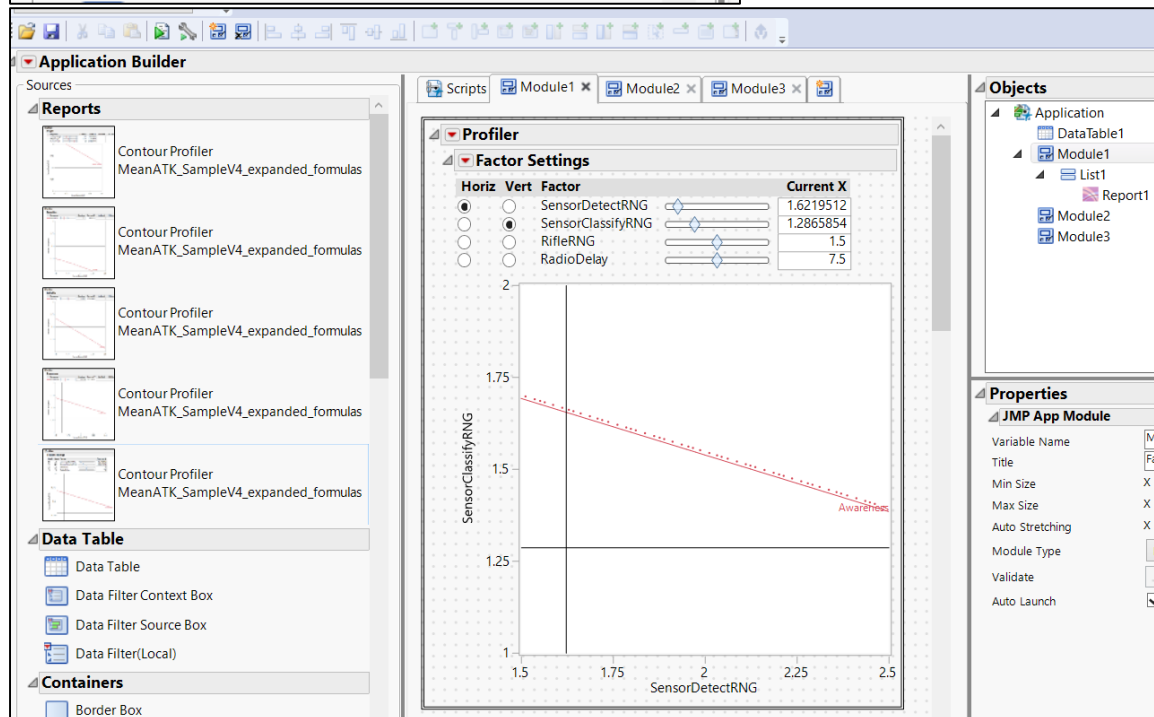 Application Builder
Sources
Reports
Contour Profiler
MeanATK_SampleV4_expanded_formulas
Contour Profiler
MeanATK_SampleV4_expanded_formulas
Contour Profiler
MeanATK_SampleV4_expanded_formulas
Contour Profiler
MeanATK_SampleV4_expanded_formulas
Contour Profiler
MeanATK_SampleV4_expanded_formulas
Data Table
Data Table
Data Filter Context Box
Data Filter Source Box
Data Filter(Local)
Containers
Border Box
Scripts Module1 Module2 Module3
Profiler
Factor Settings
Horiz Vert Factor Current X
SensorDetectRNG 1.6219512
SensorClassifyRNG 1.2865854
RifleRNG 1.5
RadioDelay 7.5
2
1.75
1.5
1.25
1
SensorClassifyRNG
Awareness
1.5 1.75 2 2.25 2.5
SensorDetectRNG
Objects
Application
DataTable1
Module1
List1
Report1
Module2
Module3
Properties
JMP App Module
Variable Name M
Title Fa
Min Size X
Max Size X
Auto Stretching X
Module Type
Validate
Auto Launch